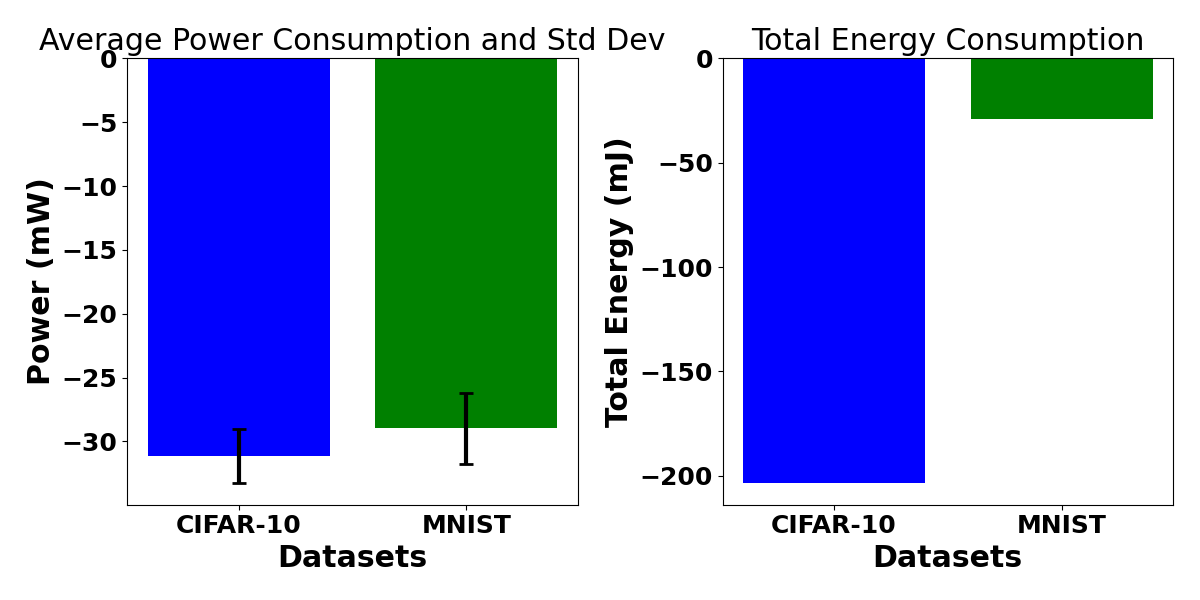 Average Power Consumption and Std Dev
Power (mW)
0
−5
−10
−15
−20
−25
−30
CIFAR-10 MNIST
Datasets
Total Energy Consumption
Total Energy (mJ)
0
−50
−100
−150
−200
CIFAR-10 MNIST
Datasets